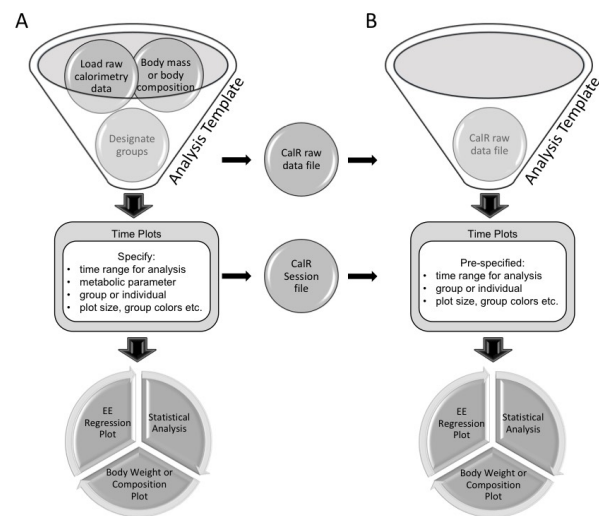 A
Load raw
calorimetry
data
Body mass
or body
composition
Designate
groups
Analysis Template
CalR raw
data file
Time Plots
Specify:
• time range for analysis
• metabolic parameter
• group or individual
• plot size, group colors etc.
CalR
Session
file
EE
Regression
Plot
Statistical
Analysis
Body Weight or
Composition
Plot
B
CalR raw
data file
Analysis Template
Time Plots
Pre-specified:
• time range for analysis
• group or individual
• plot size, group colors etc.
EE
Regression
Plot
Statistical
Analysis
Body Weight or
Composition
Plot